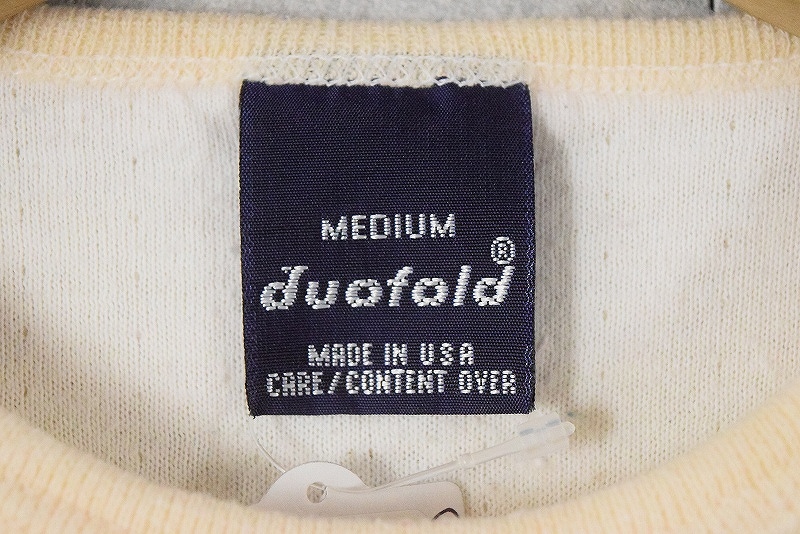 MEDIUM
duofold®
MADE IN USA
CARE/CONTENT OVER